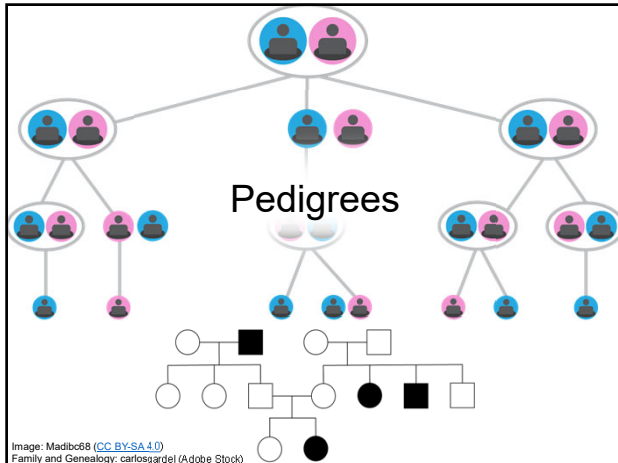 Pedigrees
Image: Madibc68 (CC BY-SA 4.0)
Family and Genealogy: carlosgardel (Adobe Stock)